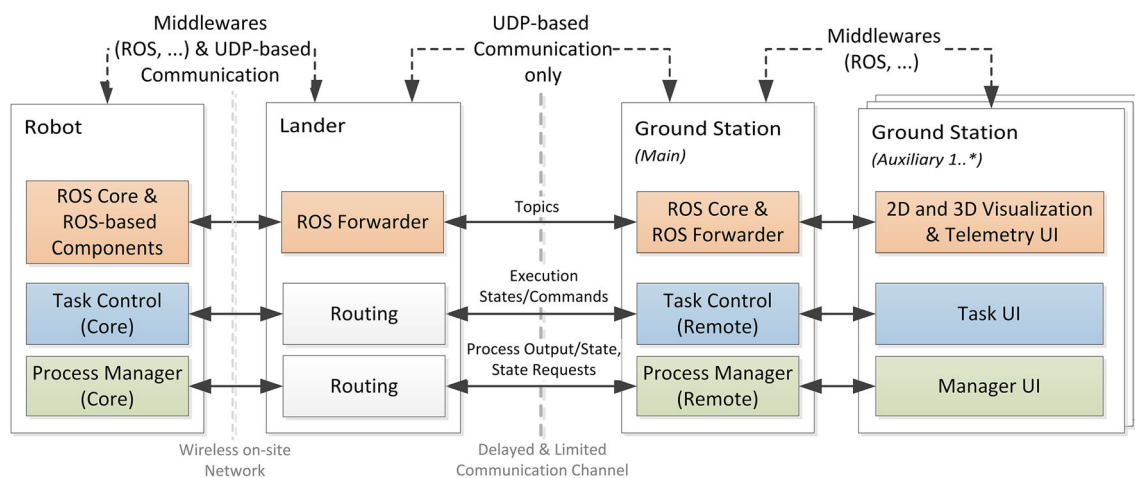 Middlewares
(ROS, ...) & UDP-based
Communication
UDP-based
Communication
only
Middlewares
(ROS, ...)
Robot
Lander
Ground Station
(Main)
Ground Station
(Auxiliary 1..*)
ROS Core &
ROS-based
Components
ROS Forwarder
Topics
ROS Core &
ROS Forwarder
2D and 3D Visualization
& Telemetry UI
Task Control
(Core)
Routing
Execution
States/Commands
Task Control
(Remote)
Task UI
Process Manager
(Core)
Routing
Process Output/State,
State Requests
Process Manager
(Remote)
Manager UI
Wireless on-site
Network
Delayed & Limited
Communication Channel